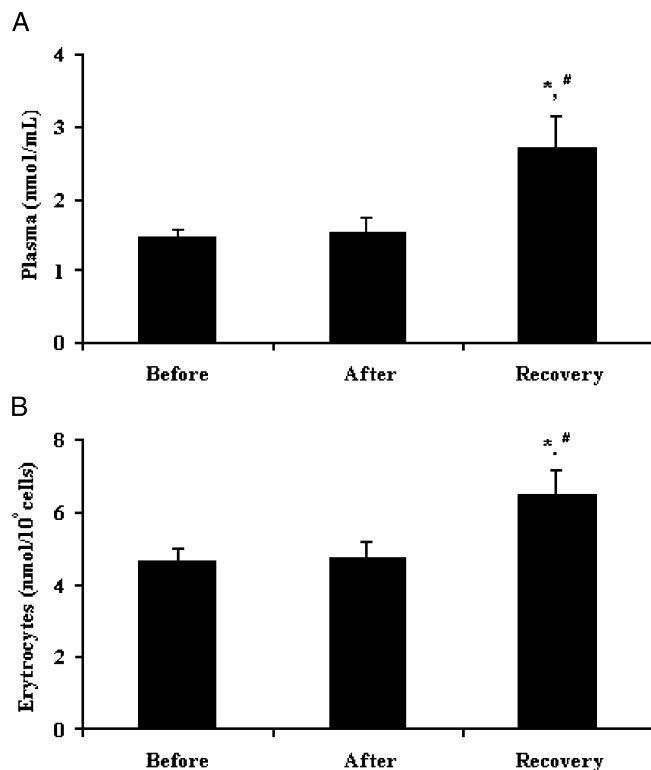 A
4
3
2
1
0
Plasma (nmol/mL)
*, #
Before After Recovery
B
8
6
4
2
0
Erytrocytes (nmol/10⁹ cells)
*. #
Before After Recovery